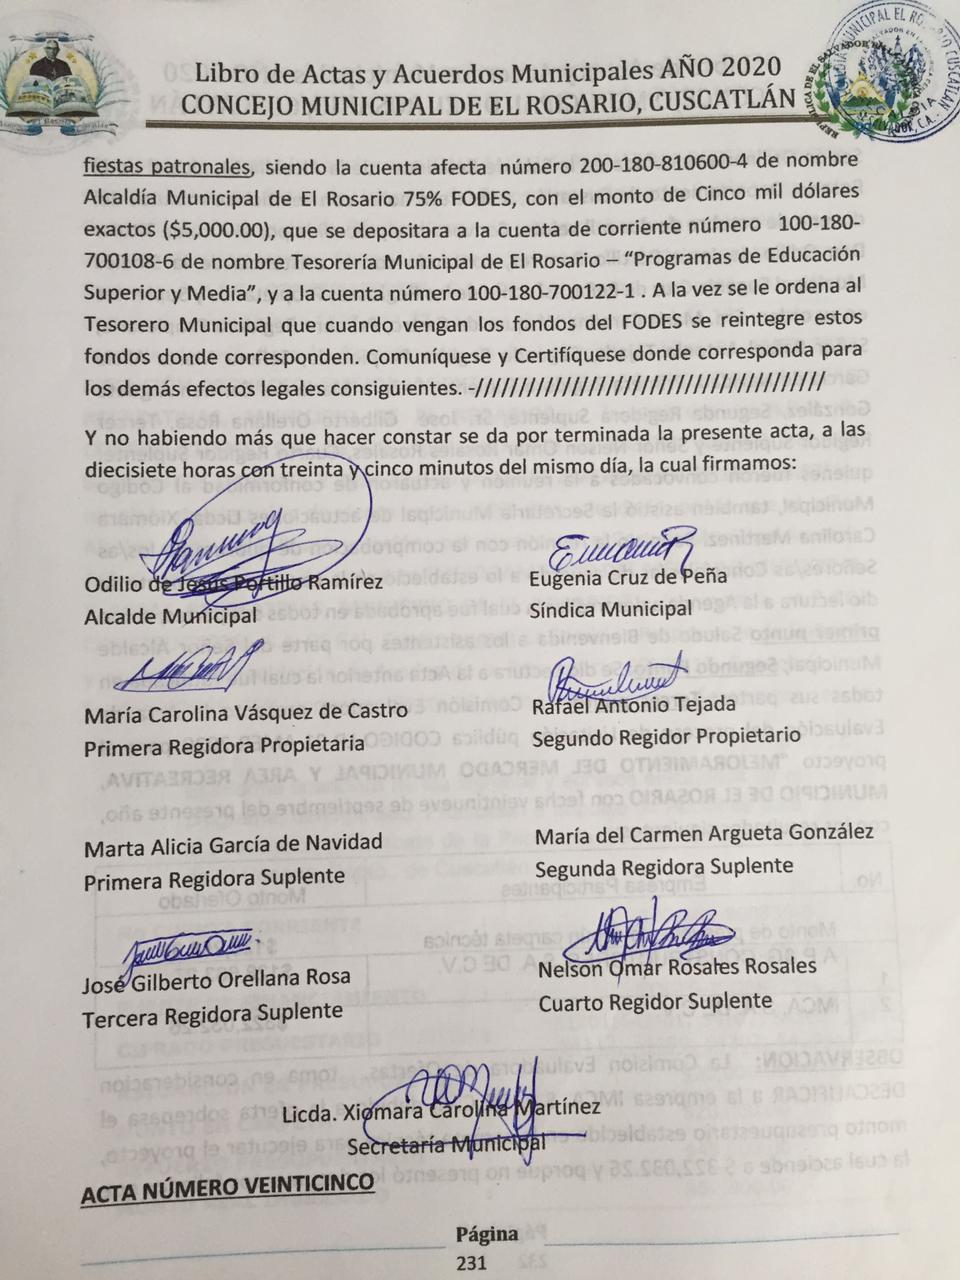 Libro de Actas y Acuerdos Municipales AÑO 2020
CONCEJO MUNICIPAL DE EL ROSARIO, CUSCATLÁN
fiestas patronales, siendo la cuenta afecta número 200-180-810600-4 de nombre
Alcaldía Municipal de El Rosario 75% FODES, con el monto de Cinco mil dólares
exactos ($5,000.00), que se depositara a la cuenta de corriente número 100-180-
700108-6 de nombre Tesorería Municipal de El Rosario – “Programas de Educación
Superior y Media”, y a la cuenta número 100-180-700122-1 . A la vez se le ordena al
Tesorero Municipal que cuando vengan los fondos del FODES se reintegre estos
fondos donde corresponden. Comuníquese y Certifíquese donde corresponda para
los demás efectos legales consiguientes. -////////////////////////////////////////
Y no habiendo más que hacer constar se da por terminada la presente acta, a las
diecisiete horas con treinta y cinco minutos del mismo día, la cual firmamos:
Odilio de Jesús Portillo Ramírez
Alcalde Municipal
Eugenia Cruz de Peña
Síndica Municipal
María Carolina Vásquez de Castro
Primera Regidora Propietaria
Rafael Antonio Tejada
Segundo Regidor Propietario
Marta Alicia García de Navidad
Primera Regidora Suplente
María del Carmen Argueta González
Segunda Regidora Suplente
José Gilberto Orellana Rosa
Tercera Regidora Suplente
Nelson Omar Rosales Rosales
Cuarto Regidor Suplente
Licda. Xiomara Carolina Martínez
Secretaría Municipal
ACTA NÚMERO VEINTICINCO
Página
231